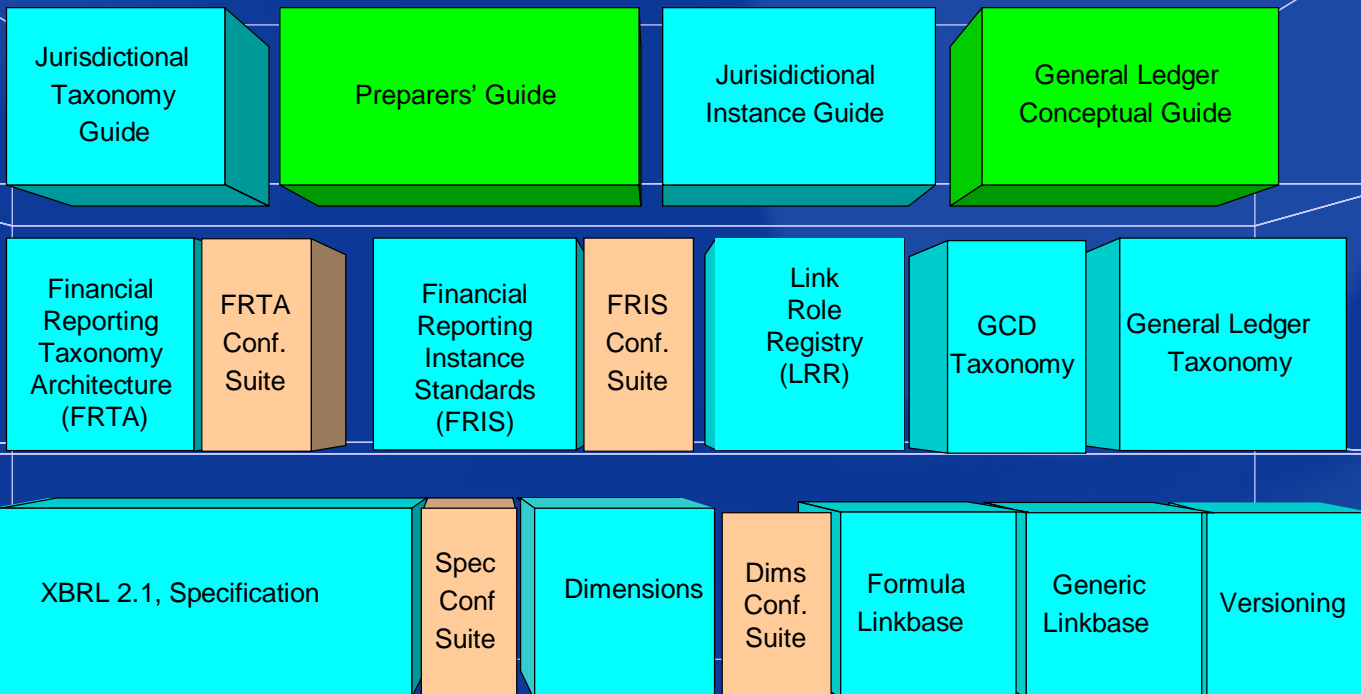 Jurisdictional
Taxonomy
Guide
Preparers’ Guide
Jurisidictional
Instance Guide
General Ledger
Conceptual Guide
Financial
Reporting
Taxonomy
Architecture
(FRTA)
FRTA
Conf.
Suite
Financial
Reporting
Instance
Standards
(FRIS)
FRIS
Conf.
Suite
Link
Role
Registry
(LRR)
GCD
Taxonomy
General Ledger
Taxonomy
XBRL 2.1, Specification
Spec
Conf
Suite
Dimensions
Dims
Conf.
Suite
Formula
Linkbase
Generic
Linkbase
Versioning